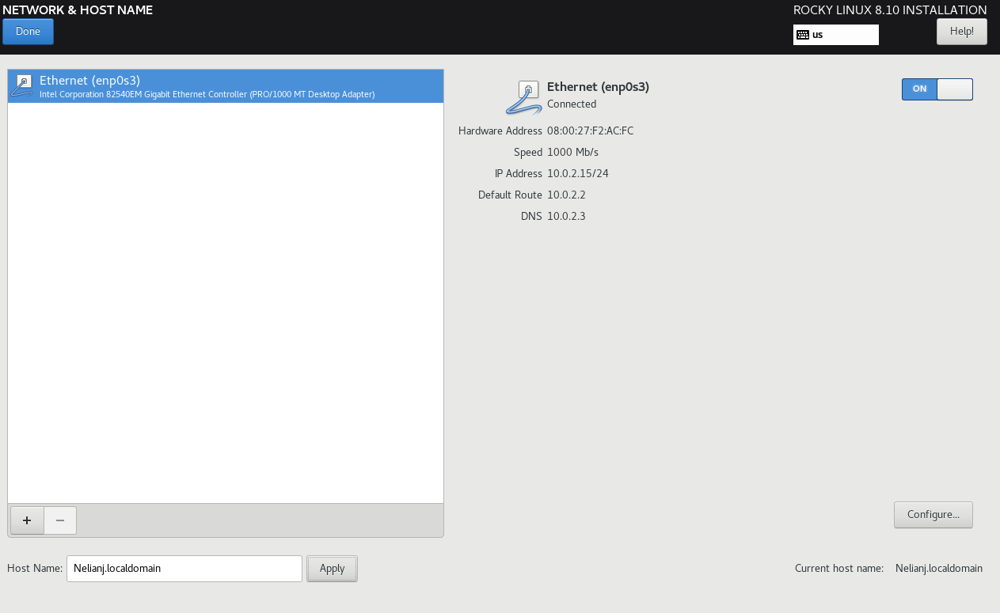 NETWORK & HOST NAME
ROCKY LINUX 8.10 INSTALLATION
Done
us
Help!
Ethernet (enp0s3)
Intel Corporation 82540EM Gigabit Ethernet Controller (PRO/1000 MT Desktop Adapter)
Ethernet (enp0s3)
Connected
ON
Hardware Address 08:00:27:F2:AC:FC
Speed 1000 Mb/s
IP Address 10.0.2.15/24
Default Route 10.0.2.2
DNS 10.0.2.3
+ −
Configure...
Host Name: Nelianj.localdomain Apply
Current host name: Nelianj.localdomain